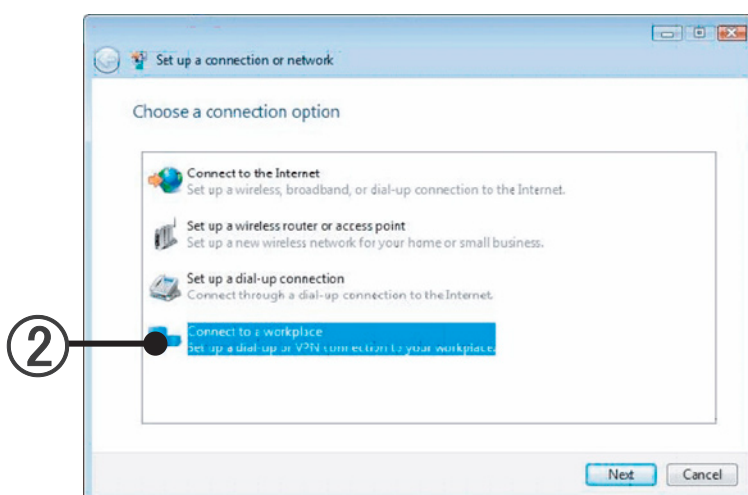 Set up a connection or network
Choose a connection option
Connect to the Internet
Set up a wireless, broadband, or dial-up connection to the Internet.
Set up a wireless router or access point
Set up a new wireless network for your home or small business.
Set up a dial-up connection
Connect through a dial-up connection to the Internet.
2
Connect to a workplace
Set up a dial-up or VPN connection to your workplace.
Next Cancel